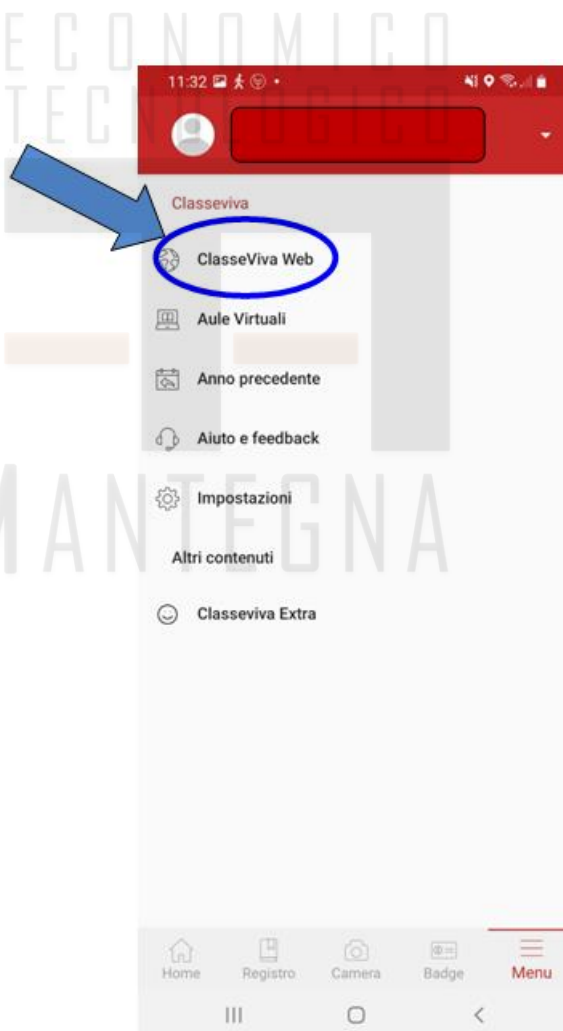 ECONOMICO
TECNOLOGICO
MANTEGNA
11:32
Classeviva
ClasseViva Web
Aule Virtuali
Anno precedente
Aiuto e feedback
Impostazioni
Altri contenuti
Classeviva Extra
Home Registro Camera Badge Menu